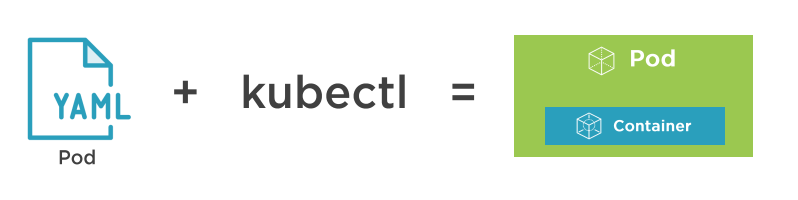 YAML
Pod
+ kubectl =
Pod
Container